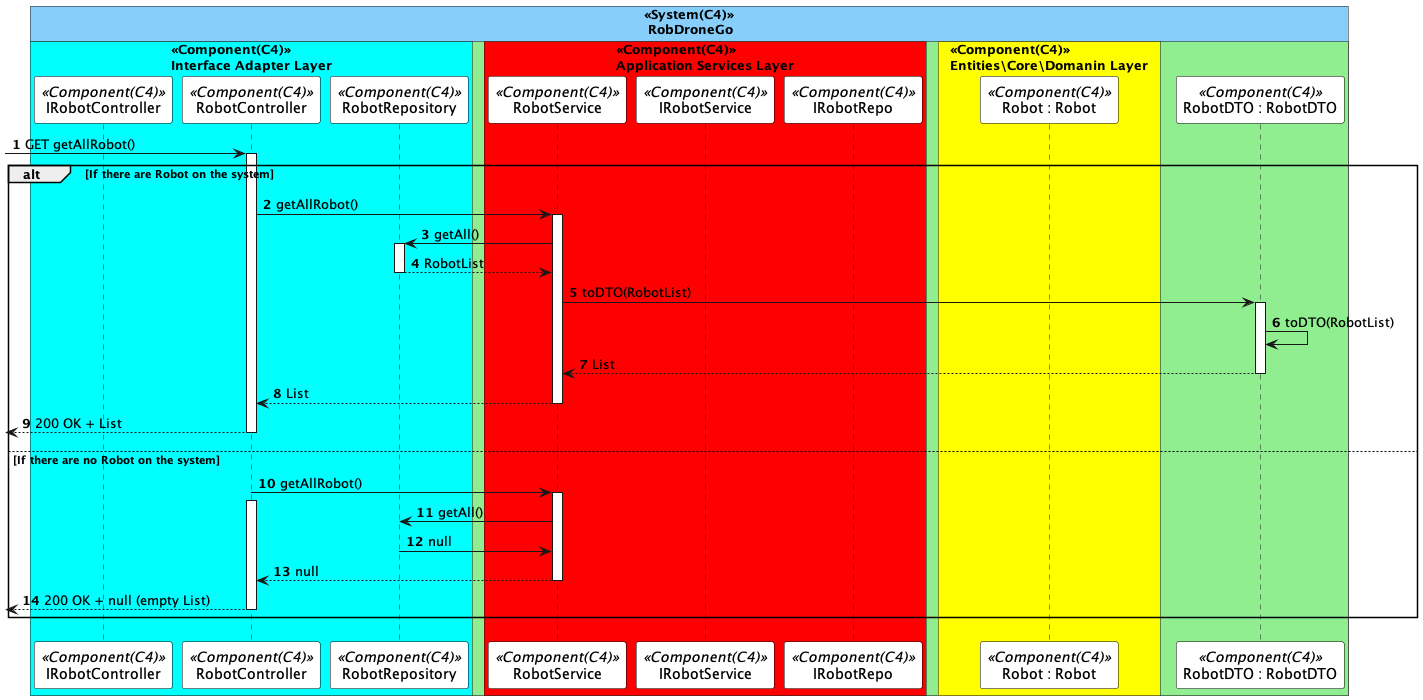 «System(C4)»
RobDroneGo
«Component(C4)»
Interface Adapter Layer
«Component(C4)»
Application Services Layer
«Component(C4)»
Entities\Core\Domanin Layer
«Component(C4)»
IRobotController
«Component(C4)»
RobotController
«Component(C4)»
RobotRepository
«Component(C4)»
RobotService
«Component(C4)»
IRobotService
«Component(C4)»
IRobotRepo
«Component(C4)»
Robot : Robot
«Component(C4)»
RobotDTO : RobotDTO
1 GET getAllRobot()
alt [If there are Robot on the system]
2 getAllRobot()
3 getAll()
4 RobotList
5 toDTO(RobotList)
6 toDTO(RobotList)
7 List
8 List
9 200 OK + List
[If there are no Robot on the system]
10 getAllRobot()
11 getAll()
12 null
13 null
14 200 OK + null (empty List)
«Component(C4)»
IRobotController
«Component(C4)»
RobotController
«Component(C4)»
RobotRepository
«Component(C4)»
RobotService
«Component(C4)»
IRobotService
«Component(C4)»
IRobotRepo
«Component(C4)»
Robot : Robot
«Component(C4)»
RobotDTO : RobotDTO